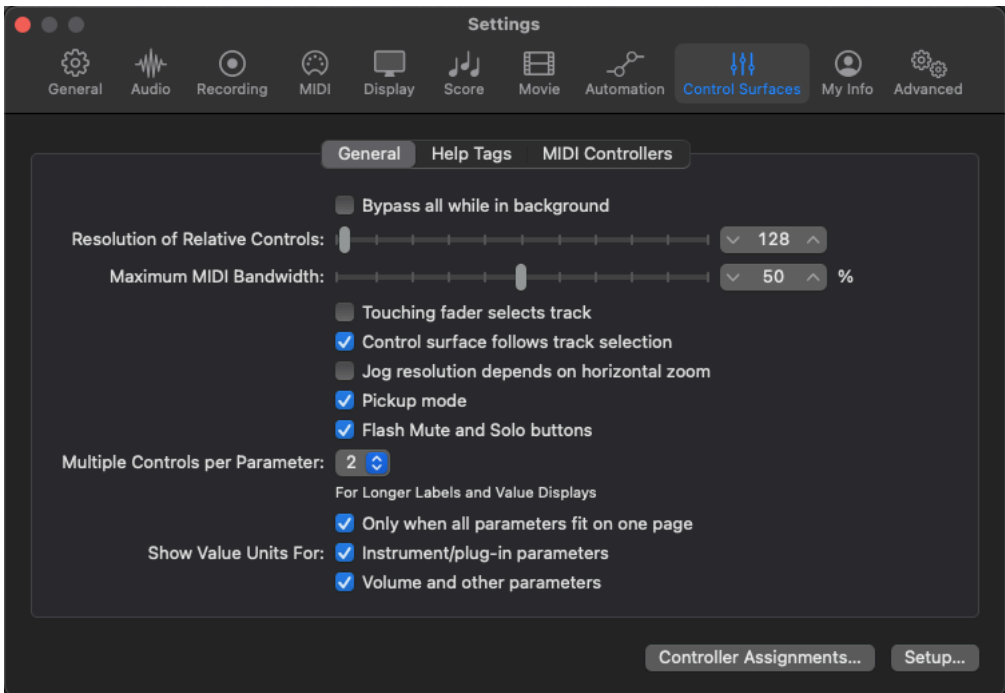 Settings
General Audio Recording MIDI Display Score Movie Automation Control Surfaces My Info Advanced
General Help Tags MIDI Controllers
Bypass all while in background
Resolution of Relative Controls: 128
Maximum MIDI Bandwidth: 50 %
Touching fader selects track
Control surface follows track selection
Jog resolution depends on horizontal zoom
Pickup mode
Flash Mute and Solo buttons
Multiple Controls per Parameter: 2
For Longer Labels and Value Displays
Only when all parameters fit on one page
Show Value Units For: Instrument/plug-in parameters
Volume and other parameters
Controller Assignments... Setup...